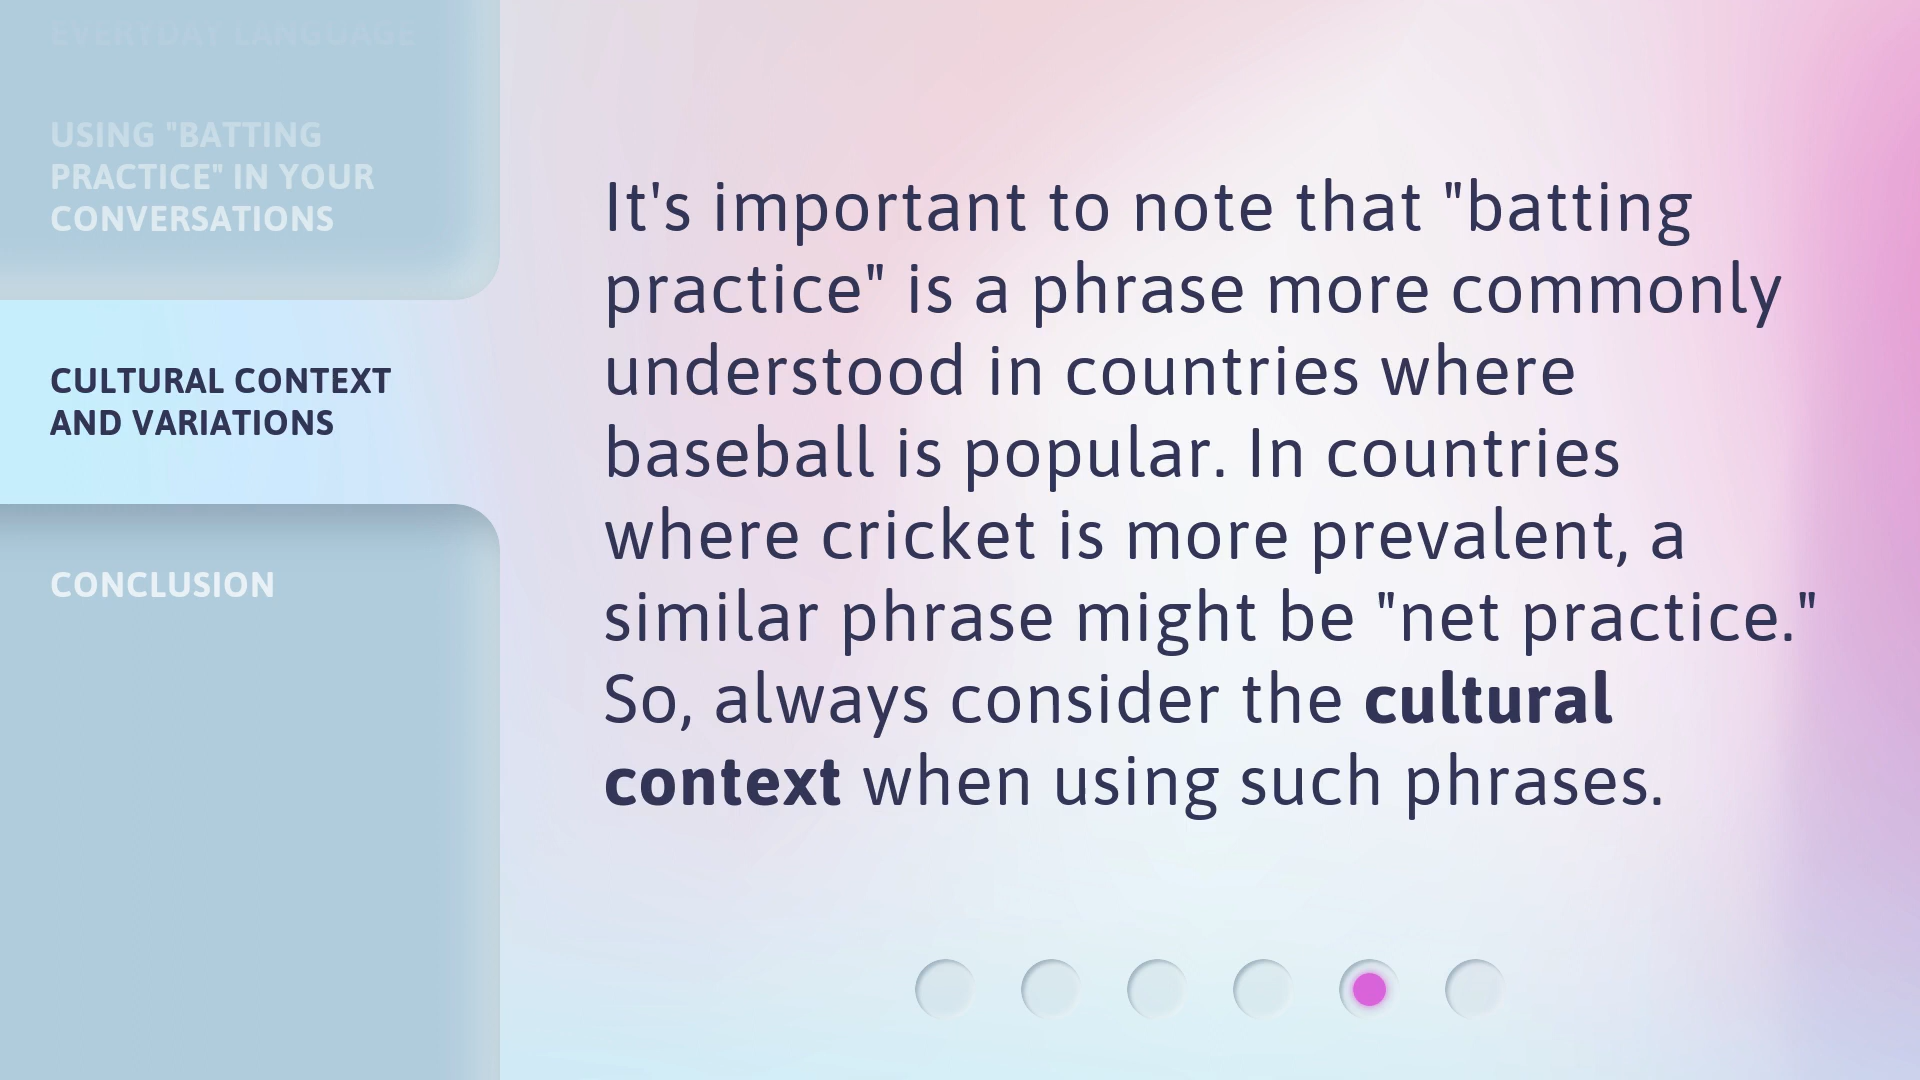 EVERYDAY LANGUAGE
USING "BATTING
PRACTICE" IN YOUR
CONVERSATIONS
CULTURAL CONTEXT
AND VARIATIONS
CONCLUSION
It's important to note that "batting
practice" is a phrase more commonly
understood in countries where
baseball is popular. In countries
where cricket is more prevalent, a
similar phrase might be "net practice."
So, always consider the cultural
context when using such phrases.